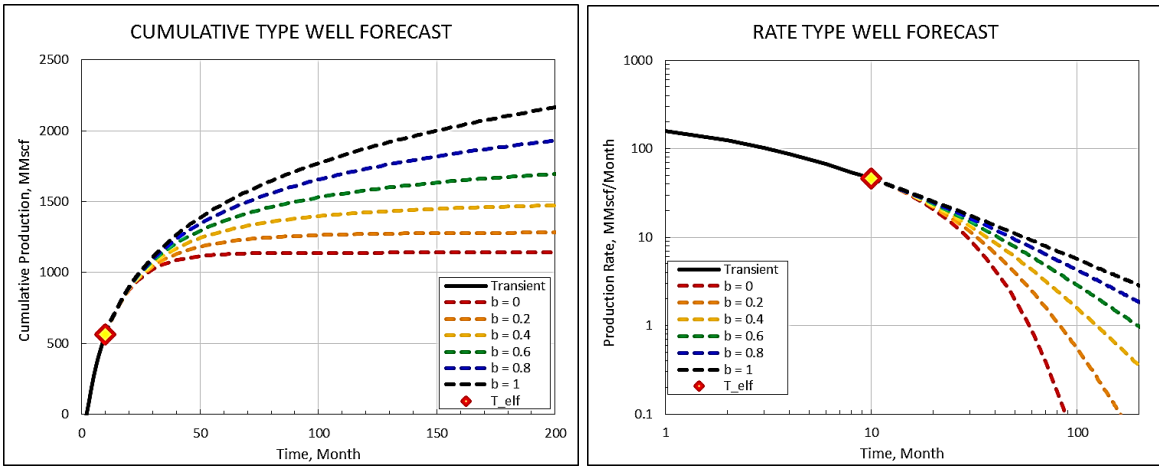 CUMULATIVE TYPE WELL FORECAST
Cumulative Production, MMscf
2500
2000
1500
1000
500
0
0
50
100
150
200
Time, Month
Transient
b = 0
b = 0.2
b = 0.4
b = 0.6
b = 0.8
b = 1
T_elf
RATE TYPE WELL FORECAST
Production Rate, MMscf/Month
1000
100
10
1
0.1
1
10
100
Time, Month
Transient
b = 0
b = 0.2
b = 0.4
b = 0.6
b = 0.8
b = 1
T_elf